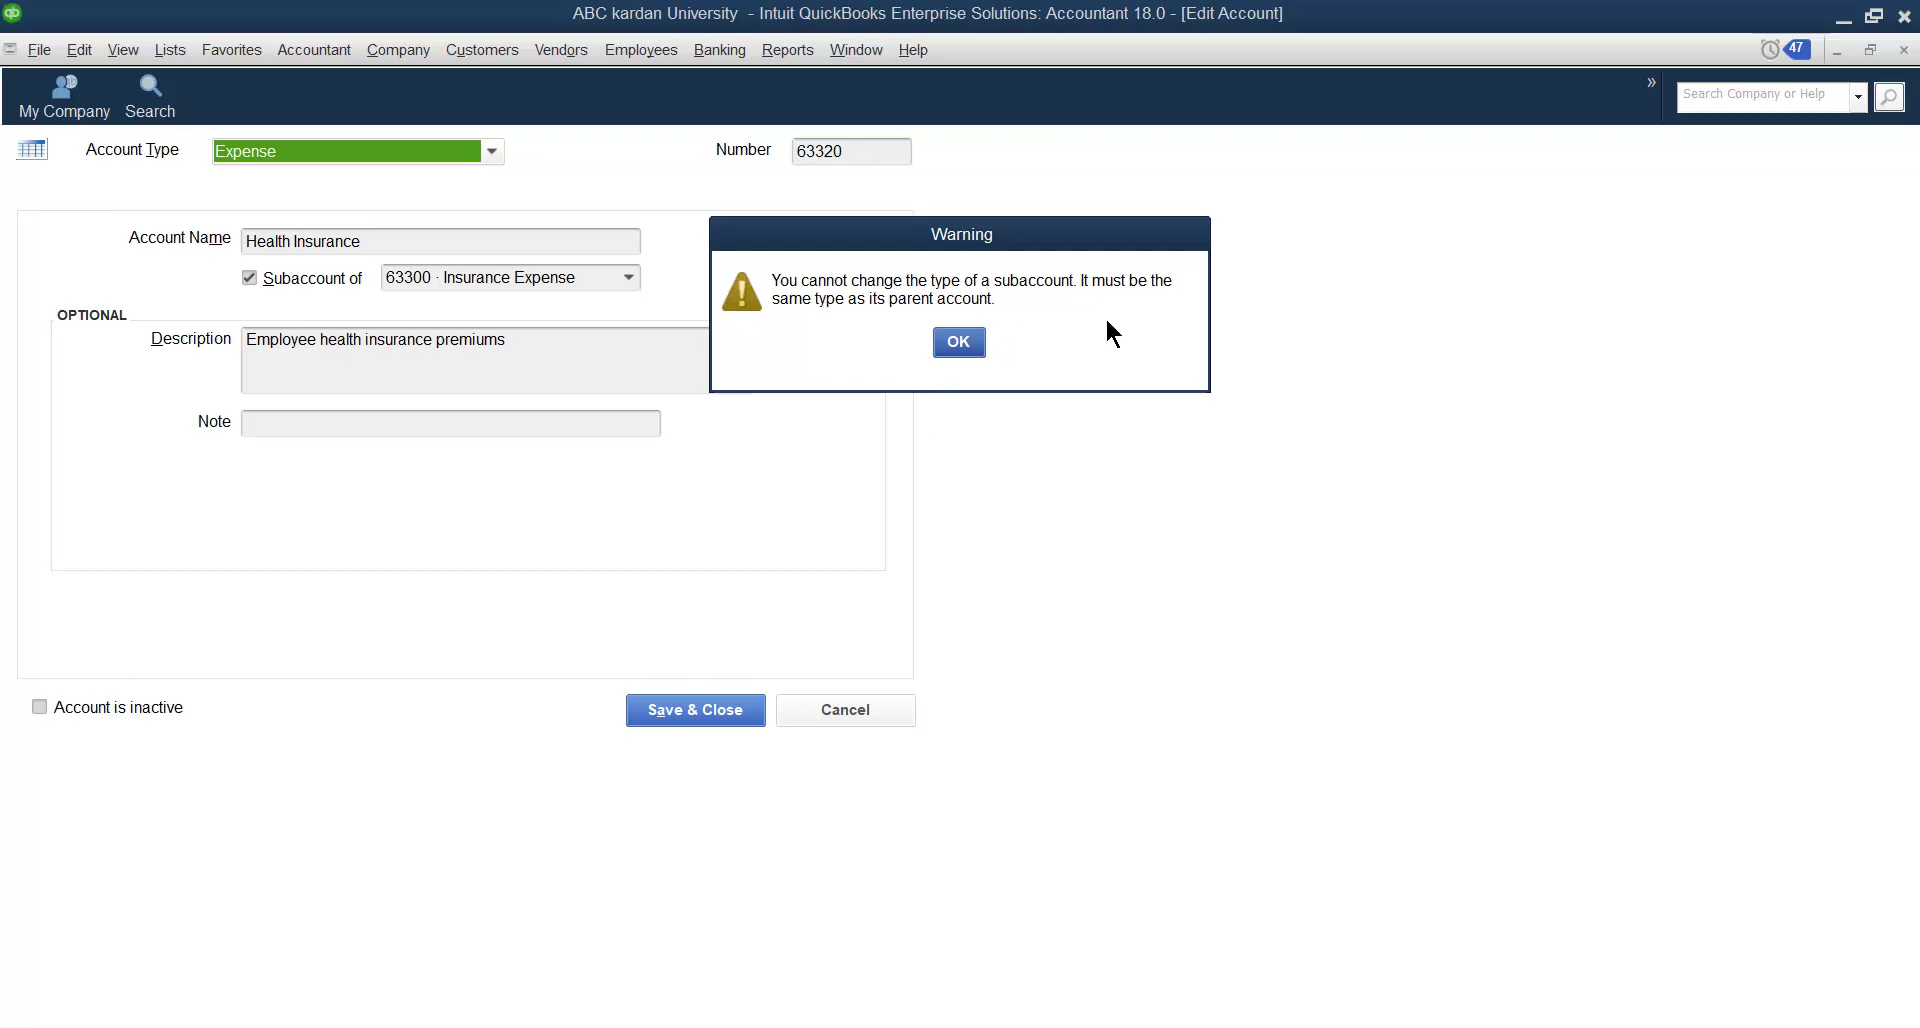 ABC kardan University - Intuit QuickBooks Enterprise Solutions: Accountant 18.0 - [Edit Account]
File Edit View Lists Favorites Accountant Company Customers Vendors Employees Banking Reports Window Help
47
My Company Search
»
Search Company or Help
Account Type Expense Number 63320
Account Name Health Insurance
Subaccount of 63300 · Insurance Expense
OPTIONAL
Description Employee health insurance premiums
Note
Warning
You cannot change the type of a subaccount. It must be the
same type as its parent account.
OK
Account is inactive
Save & Close Cancel